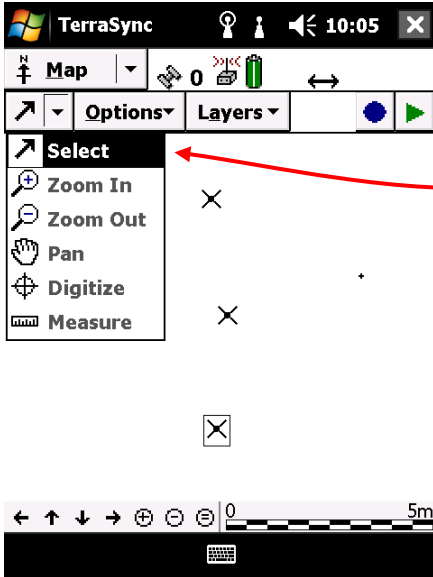 TerraSync 10:05
N
Map 0
Options Layers
Select
Zoom In
Zoom Out
Pan
Digitize
Measure
0 5m